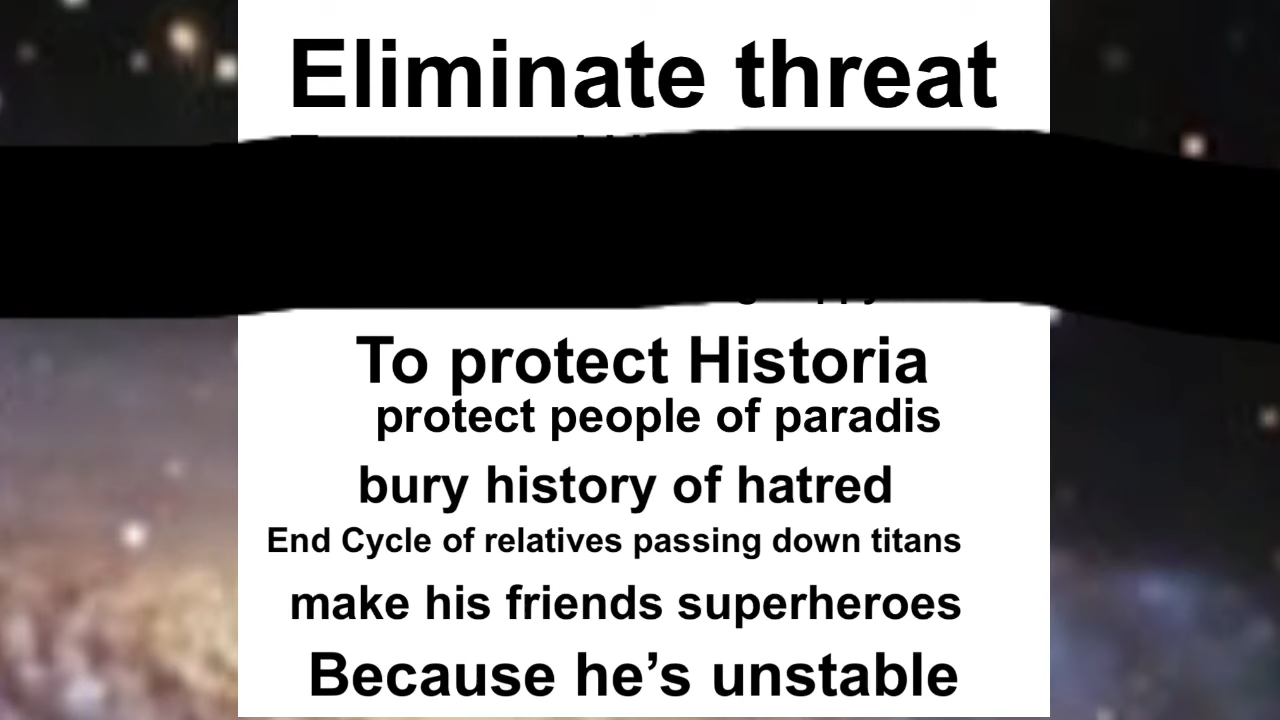 Eliminate threat
To protect Historia
protect people of paradis
bury history of hatred
End Cycle of relatives passing down titans
make his friends superheroes
Because he’s unstable